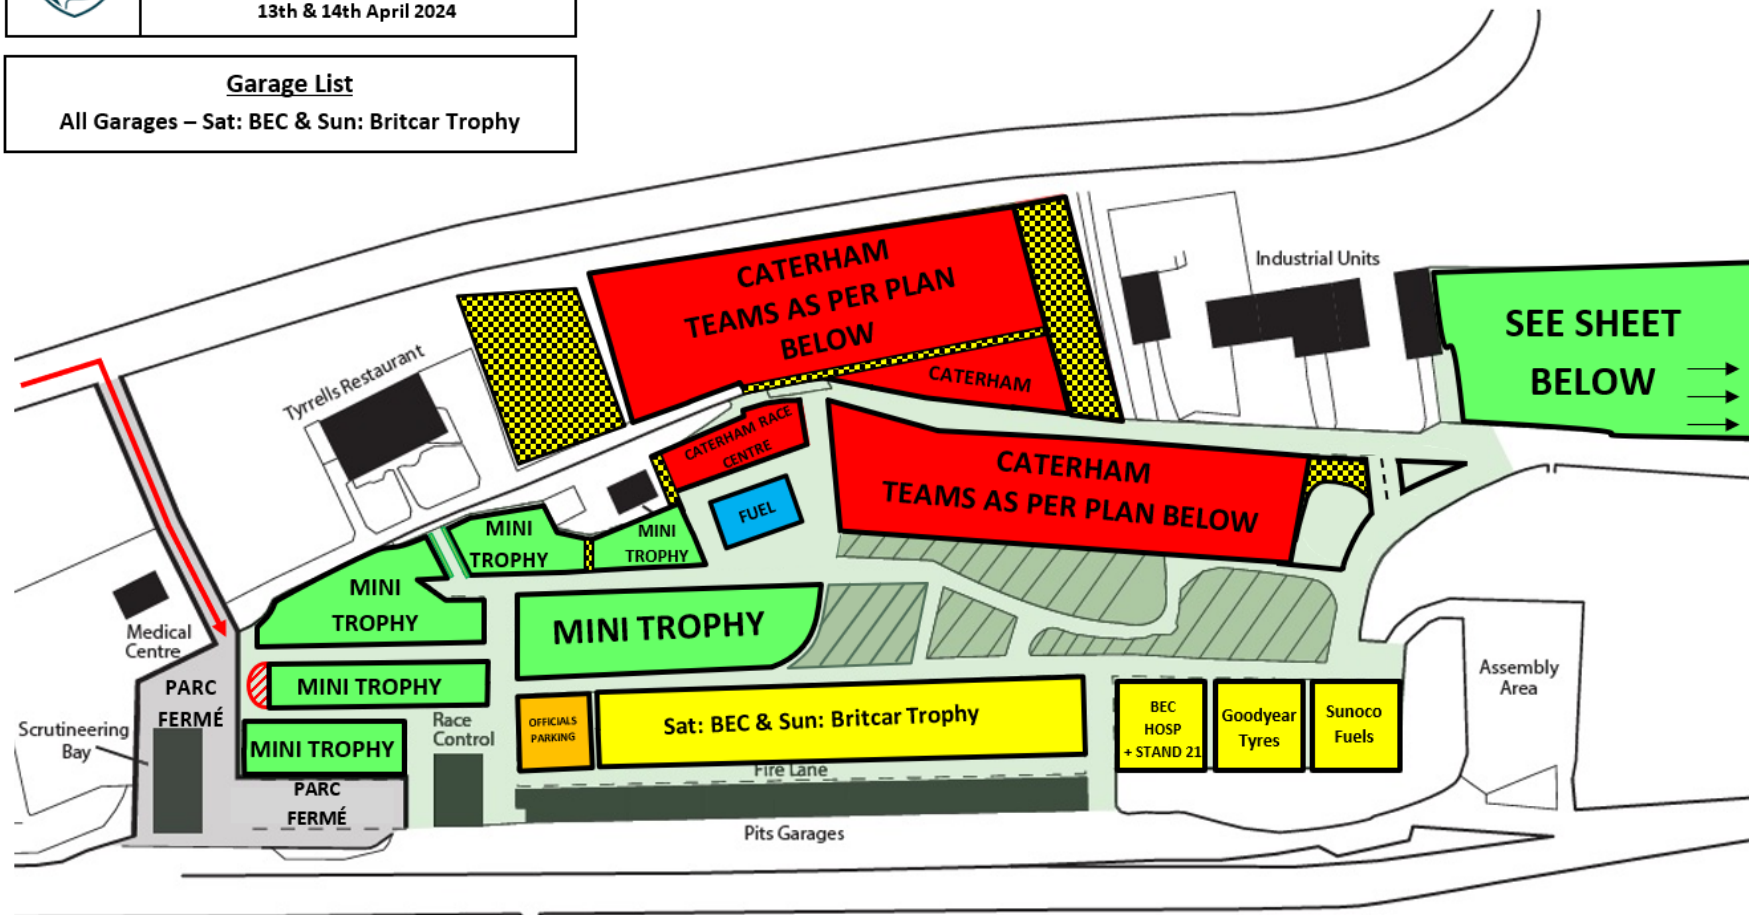 13th & 14th April 2024
Garage List
All Garages – Sat: BEC & Sun: Britcar Trophy
CATERHAM
TEAMS AS PER PLAN
BELOW
CATERHAM
Industrial Units
SEE SHEET
BELOW
Tyrrells Restaurant
CATERHAM RACE
CENTRE
CATERHAM
TEAMS AS PER PLAN BELOW
FUEL
MINI
TROPHY
MINI
TROPHY
MINI
TROPHY
MINI TROPHY
Medical
Centre
PARC
FERMÉ
MINI TROPHY
Assembly
Area
Scrutineering
Bay
MINI TROPHY
Race
Control
OFFICIALS
PARKING
Sat: BEC & Sun: Britcar Trophy
BEC
HOSP
+ STAND 21
Goodyear
Tyres
Sunoco
Fuels
Fire Lane
PARC
FERMÉ
Pits Garages